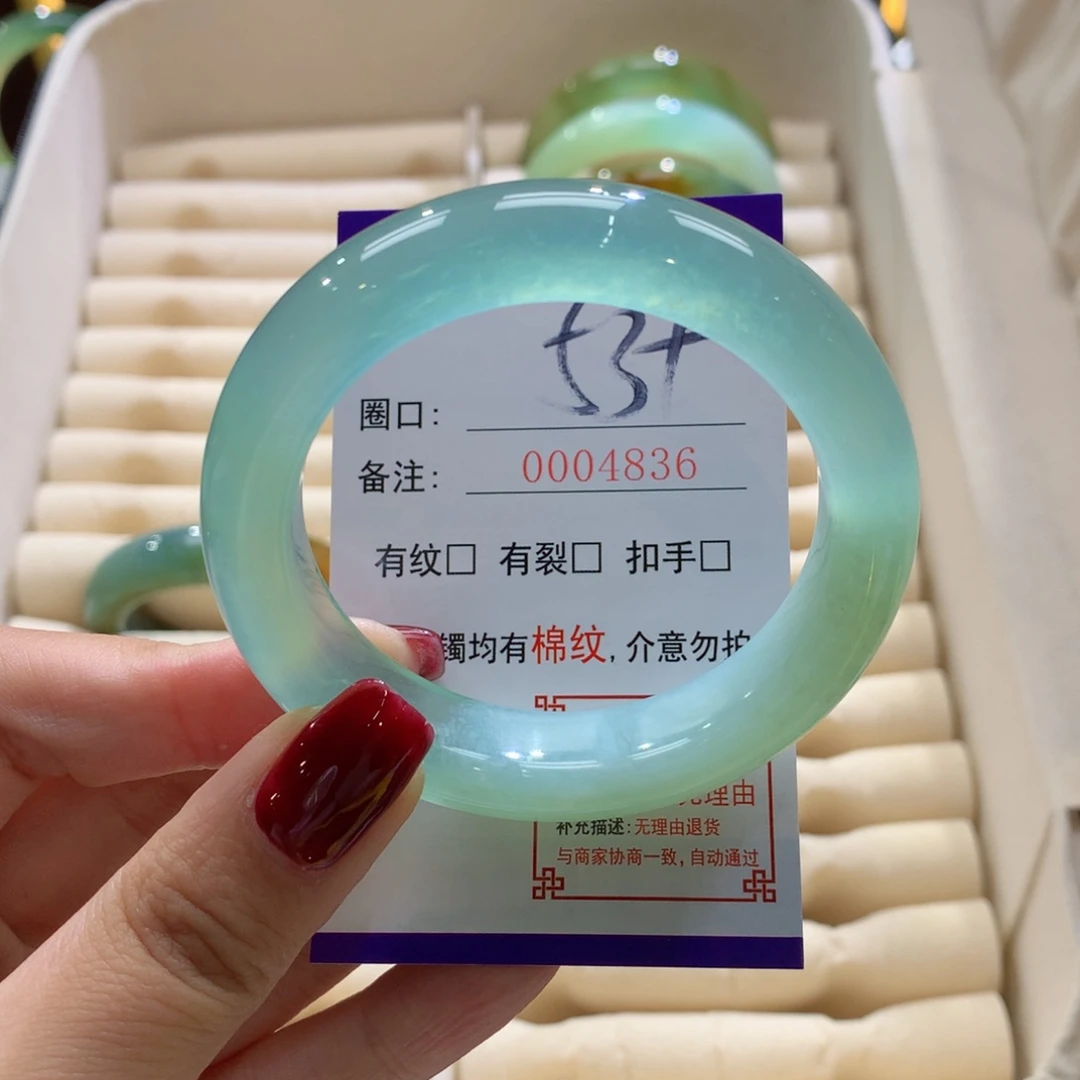 53+
圈口:
备注: 0004836
有纹□ 有裂□ 扣手□
镯均有棉纹,介意勿拍
理由
补充描述:无理由退货
与商家协商一致,自动通过